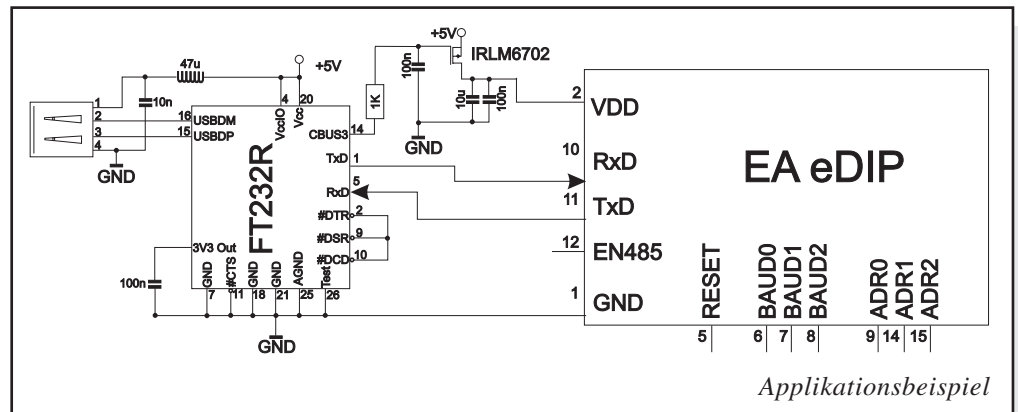 +5V
IRLM6702
47u
+5V
100n
1K
10u
100n
10n
1
2
3
4
GND
16 USBDM
15 USBDP
4
20
VccIO
Vcc
CBUS3 14
GND
TxD 1
RxD 5
#DTR 2
#DSR 9
#DCD 10
FT232R
3V3 Out
100n
GND
#CTS
GND
GND
AGND
Test
7
11
18
21
25
26
GND
2 VDD
10 RxD
11 TxD
12 EN485
1 GND
EA eDIP
RESET
BAUD0
BAUD1
BAUD2
ADR0
ADR1
ADR2
5
6
7
8
9
14
15
Applikationsbeispiel